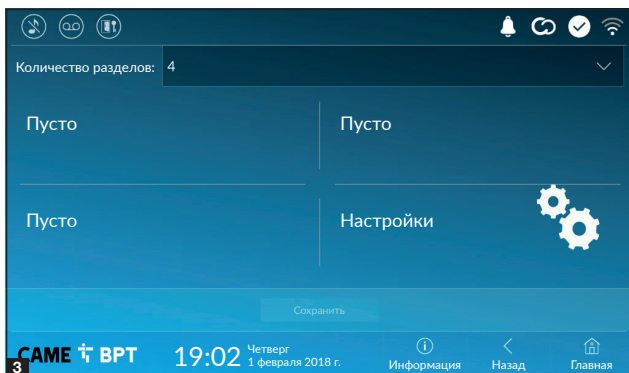 Количество разделов: 4
Пусто
Пусто
Пусто
Настройки
Сохранить
3
CAME BPT
19:02
Четверг
1 февраля 2018 г.
Информация
Назад
Главная